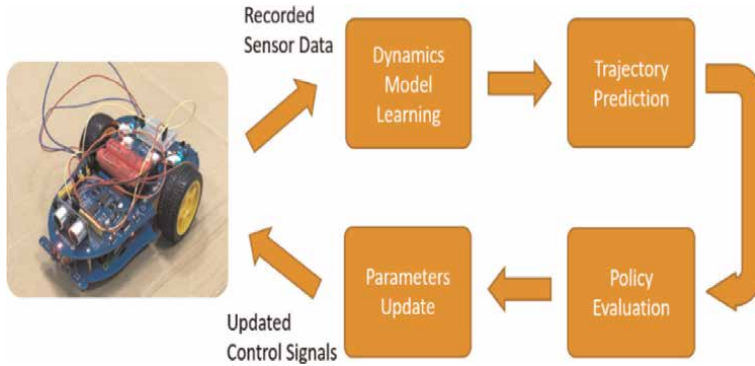 Recorded
Sensor Data
Dynamics
Model
Learning
Trajectory
Prediction
Policy
Evaluation
Parameters
Update
Updated
Control Signals